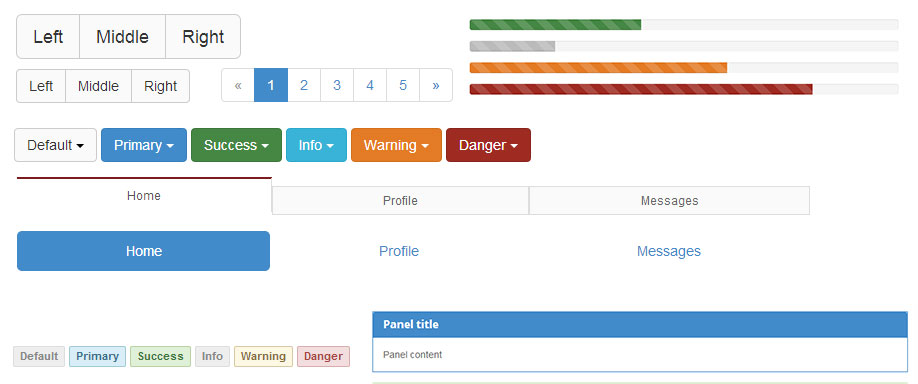 Left Middle Right
Left Middle Right
« 1 2 3 4 5 »
Default Primary Success Info Warning Danger
Home Profile Messages
Home Profile Messages
Default Primary Success Info Warning Danger
Panel title
Panel content